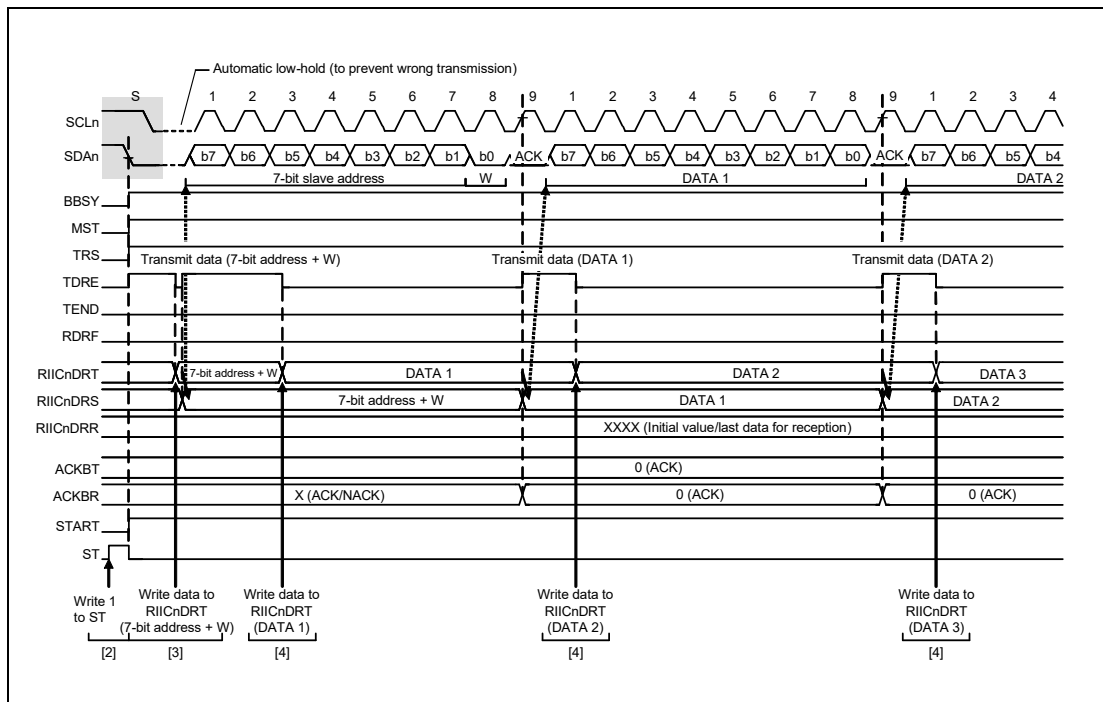 Automatic low-hold (to prevent wrong transmission)
S 1 2 3 4 5 6 7 8 9 1 2 3 4 5 6 7 8 9 1 2 3 4
SCLn
SDAn b7 b6 b5 b4 b3 b2 b1 b0 ACK b7 b6 b5 b4 b3 b2 b1 b0 ACK b7 b6 b5 b4
7-bit slave address W DATA 1 DATA 2
BBSY
MST
TRS
Transmit data (7-bit address + W) Transmit data (DATA 1) Transmit data (DATA 2)
TDRE
TEND
RDRF
RIICnDRT 7-bit address + W DATA 1 DATA 2 DATA 3
RIICnDRS 7-bit address + W DATA 1 DATA 2
RIICnDRR XXXX (Initial value/last data for reception)
ACKBT 0 (ACK)
ACKBR X (ACK/NACK) 0 (ACK) 0 (ACK)
START
ST
Write 1
to ST
[2]
Write data to
RIICnDRT
(7-bit address + W)
[3]
Write data to
RIICnDRT
(DATA 1)
[4]
Write data to
RIICnDRT
(DATA 2)
[4]
Write data to
RIICnDRT
(DATA 3)
[4]